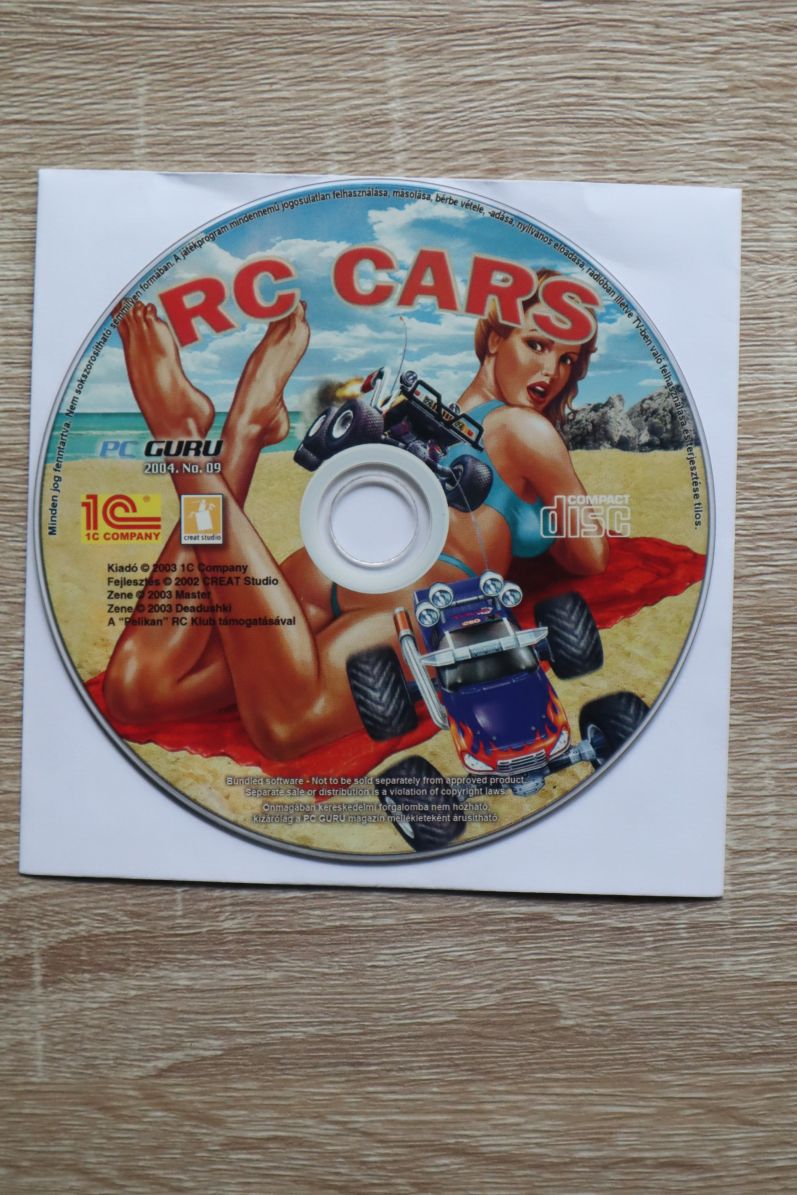 Minden jog fenntartva. Nem sokszorosítható semmilyen formában. A játékprogram mindennemű jogosulatlan felhasználása, másolása, bérbe vétele, -adása, nyilvános előadása, rádióban illetve TV-ben való felhasználása és terjesztése tilos.
RC CARS
PC GURU
2004. No. 09
1C®
1C COMPANY
creat studio
COMPACT
disc
Kiadó © 2003 1C Company
Fejlesztés © 2002 CREAT Studio
Zene © 2003 Master
Zene © 2003 Deadushki
A "Pelikan" RC Klub támogatásával
Bundled software - Not to be sold separately from approved product.
Separate sale or distribution is a violation of copyright laws.
Önmagában kereskedelmi forgalomba nem hozható,
kizárólag a PC GURU magazin mellékleteként árusítható.